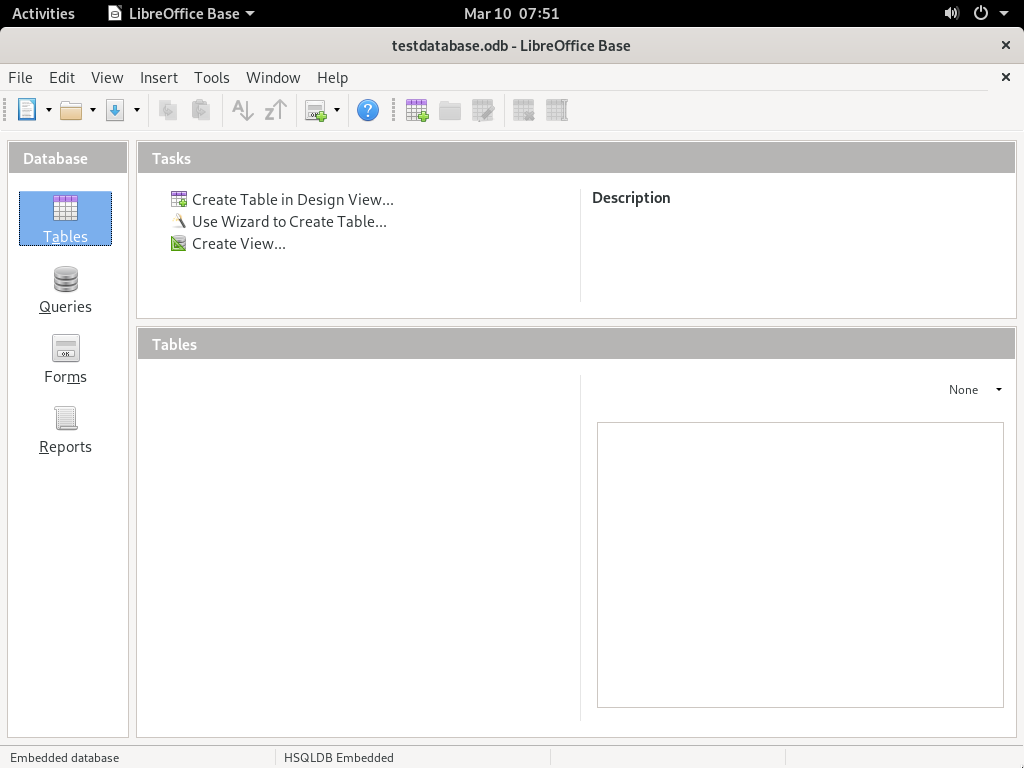 Activities
LibreOffice Base
Mar 10 07:51
testdatabase.odb - LibreOffice Base
File Edit View Insert Tools Window Help
Database
Tables
Queries
Forms
Reports
Tasks
Create Table in Design View...
Use Wizard to Create Table...
Create View...
Description
Tables
None
Embedded database
HSQLDB Embedded